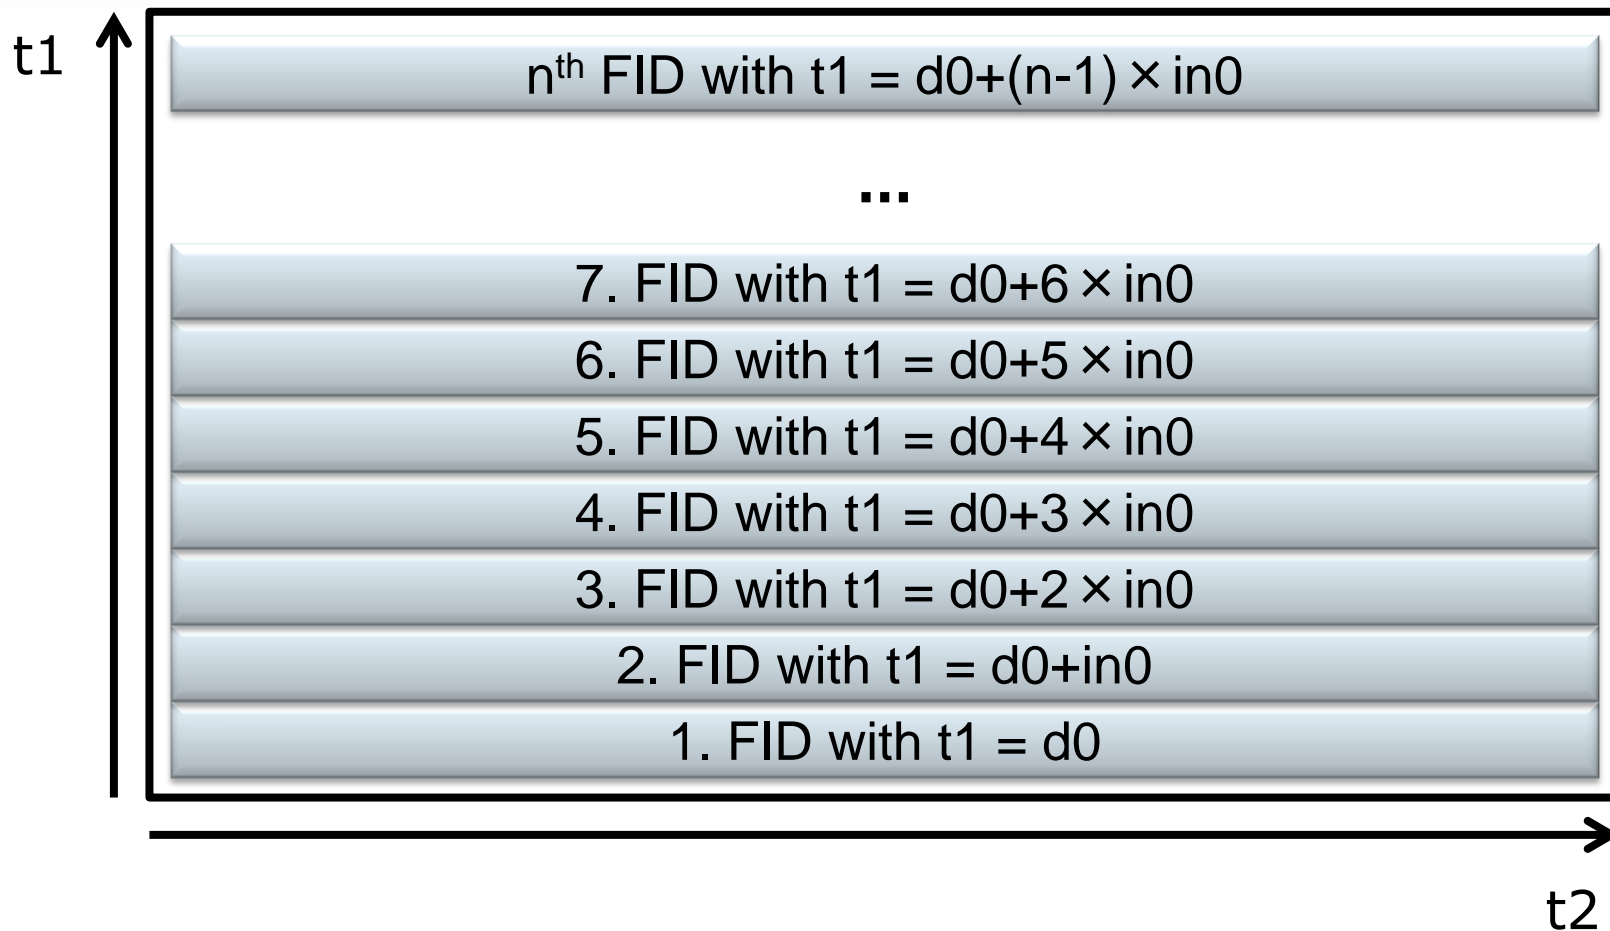 t1
nth FID with t1 = d0+(n-1) × in0
...
7. FID with t1 = d0+6 × in0
6. FID with t1 = d0+5 × in0
5. FID with t1 = d0+4 × in0
4. FID with t1 = d0+3 × in0
3. FID with t1 = d0+2 × in0
2. FID with t1 = d0+in0
1. FID with t1 = d0
t2